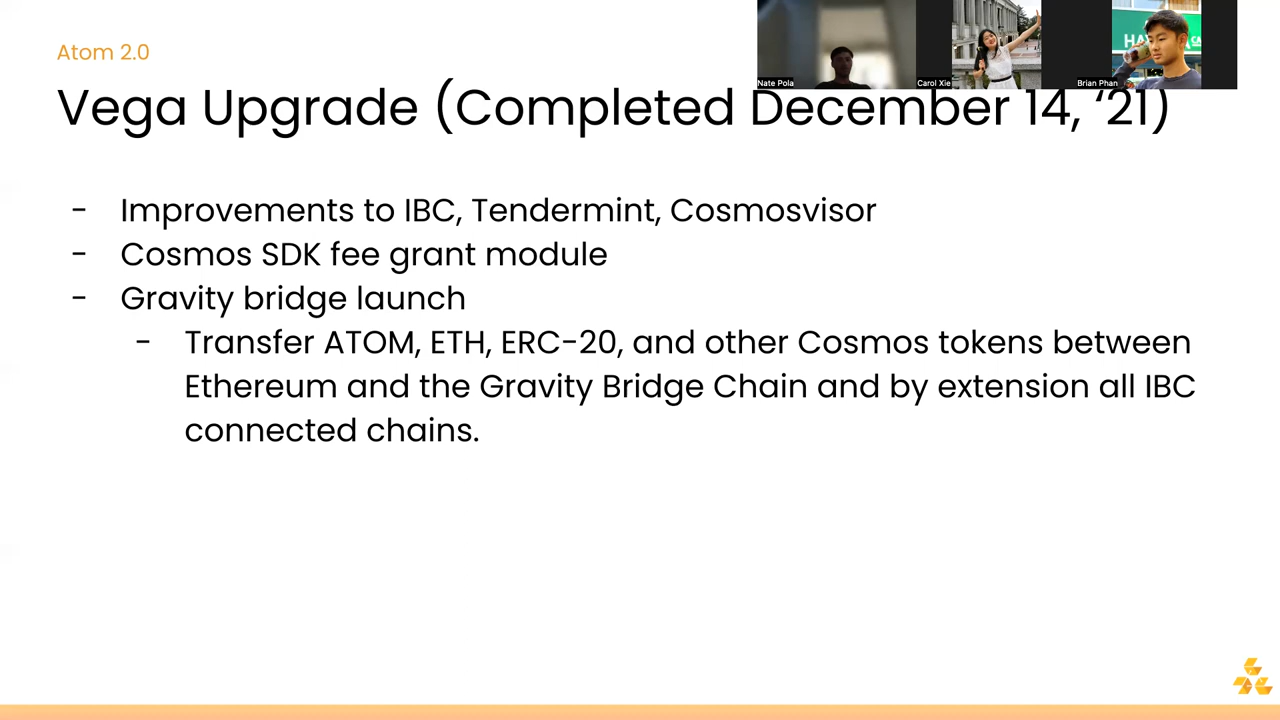 Atom 2.0
Nate Pola
Carol Xie
Brian Phan
Vega Upgrade (Completed December 14, ‘21)
- Improvements to IBC, Tendermint, Cosmosvisor
- Cosmos SDK fee grant module
- Gravity bridge launch
- Transfer ATOM, ETH, ERC-20, and other Cosmos tokens between
Ethereum and the Gravity Bridge Chain and by extension all IBC
connected chains.